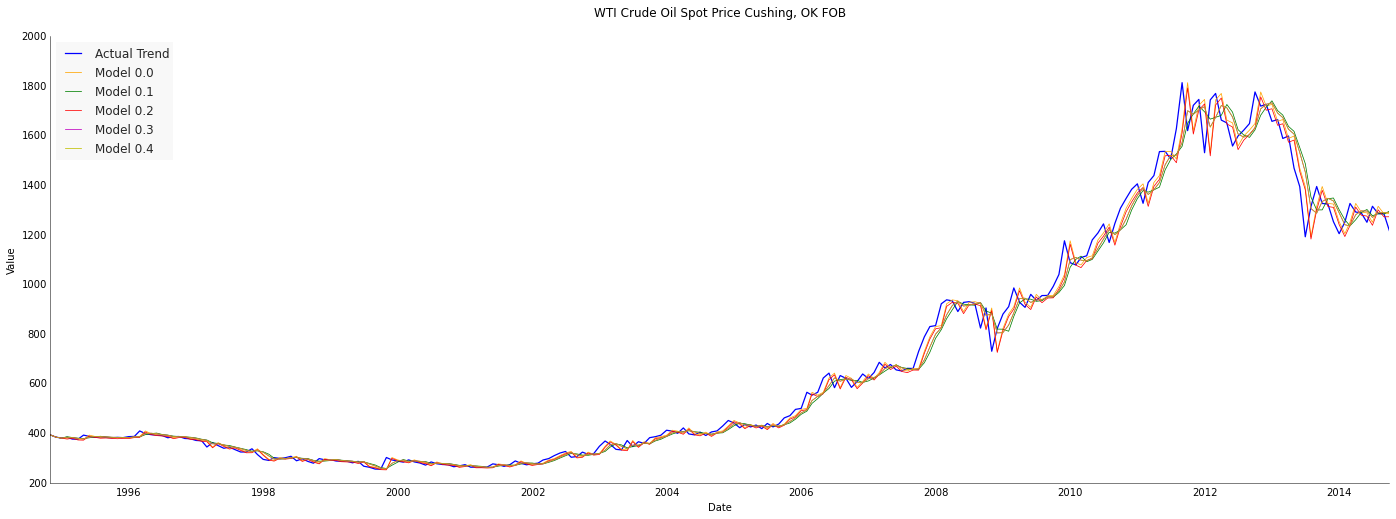 WTI Crude Oil Spot Price Cushing, OK FOB
2000
1800
1600
1400
1200
1000
800
600
400
200
Value
Actual Trend
Model 0.0
Model 0.1
Model 0.2
Model 0.3
Model 0.4
1996 1998 2000 2002 2004 2006 2008 2010 2012 2014
Date